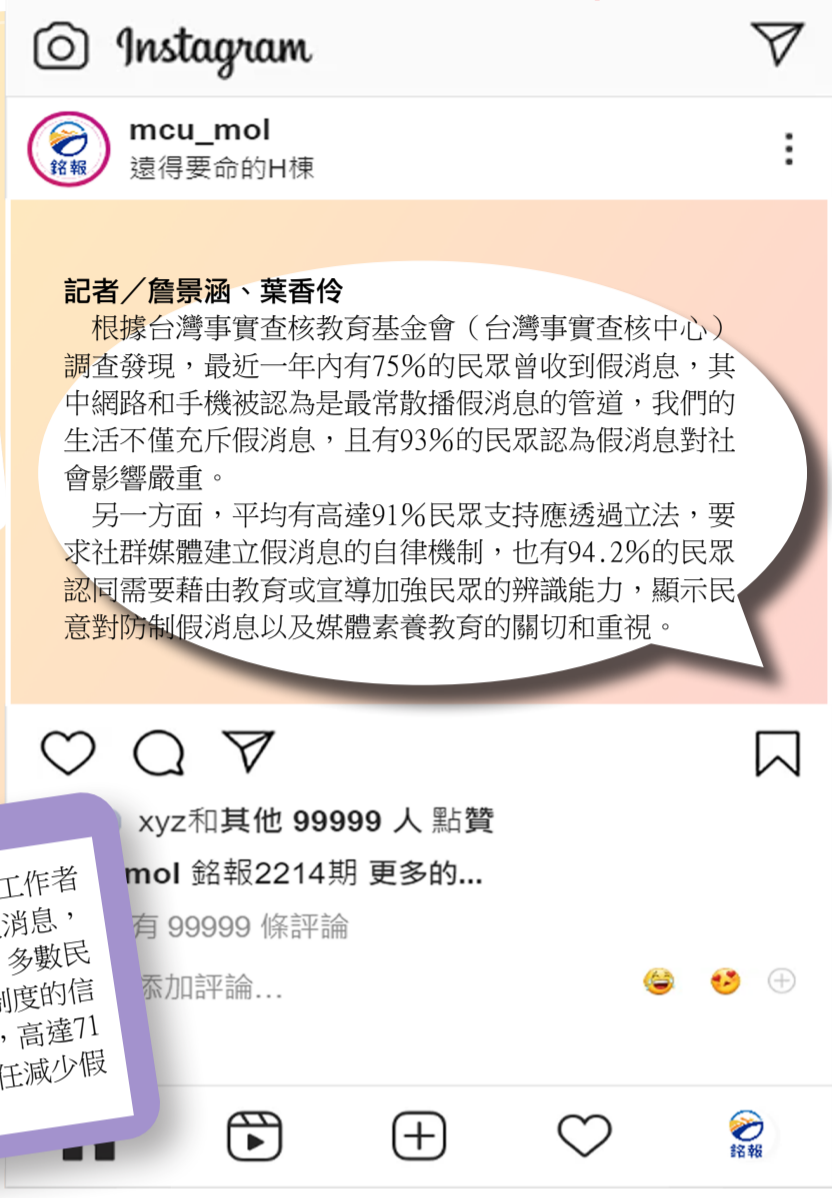 Instagram
mcu_mol
銘報
遠得要命的H棟
記者／詹景涵、葉香伶
根據台灣事實查核教育基金會（台灣事實查核中心）
調查發現，最近一年內有75%的民眾曾收到假消息，其
中網路和手機被認為是最常散播假消息的管道，我們的
生活不僅充斥假消息，且有93%的民眾認為假消息對社
會影響嚴重。
另一方面，平均有高達91%民眾支持應透過立法，要
求社群媒體建立假消息的自律機制，也有94.2%的民眾
認同需要藉由教育或宣導加強民眾的辨識能力，顯示民
意對防制假消息以及媒體素養教育的關切和重視。
xyz和其他 99999 人 點贊
mol 銘報2214期 更多的...
有 99999 條評論
添加評論...
工作者
消息，
多數民
制度的信
，高達71
任減少假
銘報